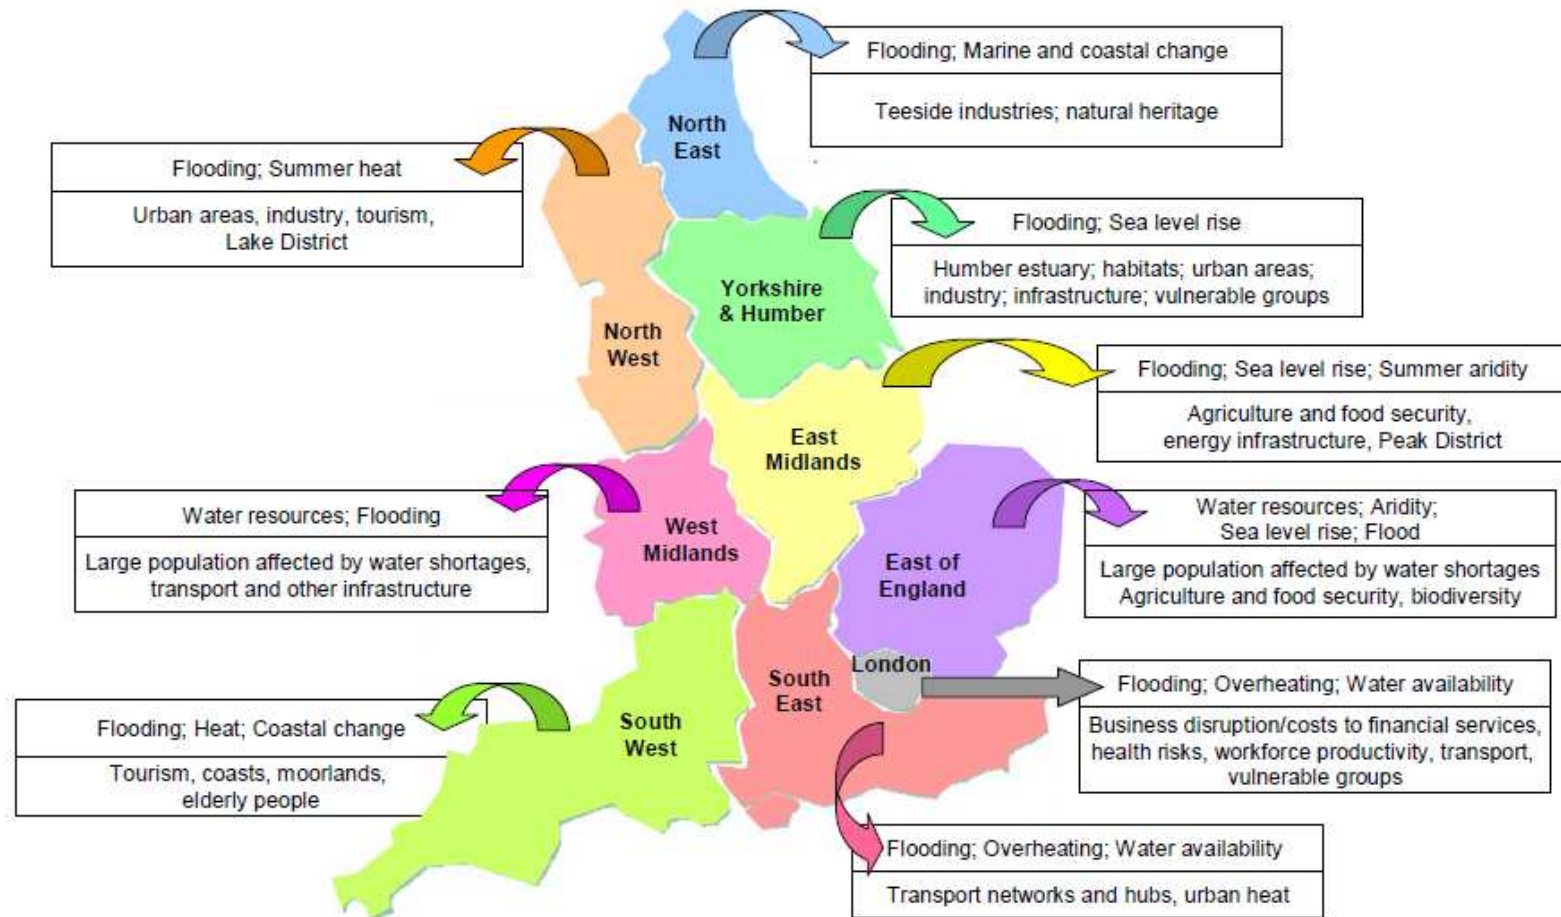 Flooding; Marine and coastal change
Teeside industries; natural heritage
North
East
Flooding; Summer heat
Urban areas, industry, tourism,
Lake District
Flooding; Sea level rise
Humber estuary; habitats; urban areas;
industry; infrastructure; vulnerable groups
Yorkshire
& Humber
North
West
Flooding; Sea level rise; Summer aridity
Agriculture and food security,
energy infrastructure, Peak District
East
Midlands
Water resources; Flooding
Large population affected by water shortages,
transport and other infrastructure
West
Midlands
Water resources; Aridity;
Sea level rise; Flood
Large population affected by water shortages
Agriculture and food security, biodiversity
East of
England
London
Flooding; Overheating; Water availability
Business disruption/costs to financial services,
health risks, workforce productivity, transport,
vulnerable groups
South
East
Flooding; Heat; Coastal change
Tourism, coasts, moorlands,
elderly people
South
West
Flooding; Overheating; Water availability
Transport networks and hubs, urban heat